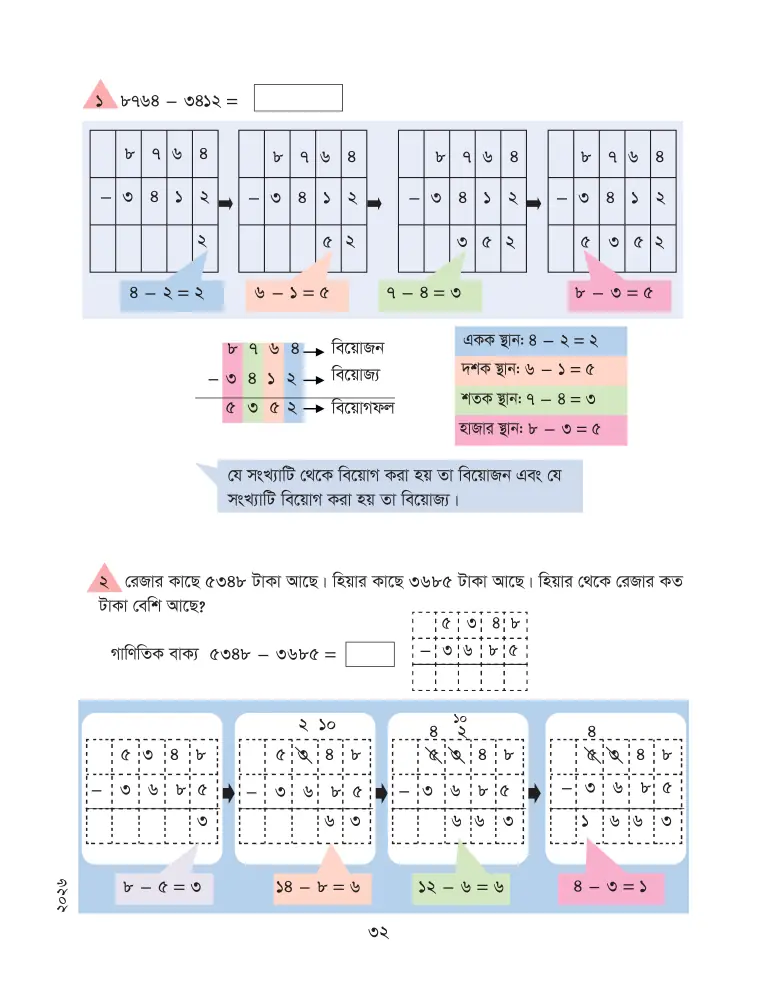 ১ ৮৭৬৪ – ৩৪১২ =
৮ ৭ ৬ ৪ ৮ ৭ ৬ ৪ ৮ ৭ ৬ ৪ ৮ ৭ ৬ ৪
– ৩ ৪ ১ ২ – ৩ ৪ ১ ২ – ৩ ৪ ১ ২ – ৩ ৪ ১ ২
২ ৫ ২ ৩ ৫ ২ ৫ ৩ ৫ ২
৪ – ২ = ২ ৬ – ১ = ৫ ৭ – ৪ = ৩ ৮ – ৩ = ৫
৮ ৭ ৬ ৪ বিয়োজন
– ৩ ৪ ১ ২ বিয়োজ্য
৫ ৩ ৫ ২ বিয়োগফল
একক স্থান: ৪ – ২ = ২
দশক স্থান: ৬ – ১ = ৫
শতক স্থান: ৭ – ৪ = ৩
হাজার স্থান: ৮ – ৩ = ৫
যে সংখ্যাটি থেকে বিয়োগ করা হয় তা বিয়োজন এবং যে
সংখ্যাটি বিয়োগ করা হয় তা বিয়োজ্য।
২ রেজার কাছে ৫৩৪৮ টাকা আছে। হিয়ার কাছে ৩৬৮৫ টাকা আছে। হিয়ার থেকে রেজার কত
টাকা বেশি আছে?
গাণিতিক বাক্য ৫৩৪৮ – ৩৬৮৫ =
৫ ৩ ৪ ৮
– ৩ ৬ ৮ ৫
১০
২ ১০ ৪ ২ ৪
৫ ৩ ৪ ৮ ৫ ৩ ৪ ৮ ৫ ৩ ৪ ৮ ৫ ৩ ৪ ৮
– ৩ ৬ ৮ ৫ – ৩ ৬ ৮ ৫ – ৩ ৬ ৮ ৫ – ৩ ৬ ৮ ৫
৩ ৬ ৩ ৬ ৬ ৩ ১ ৬ ৬ ৩
৮ – ৫ = ৩ ১৪ – ৮ = ৬ ১২ – ৬ = ৬ ৪ – ৩ = ১
২০২৬
৩২